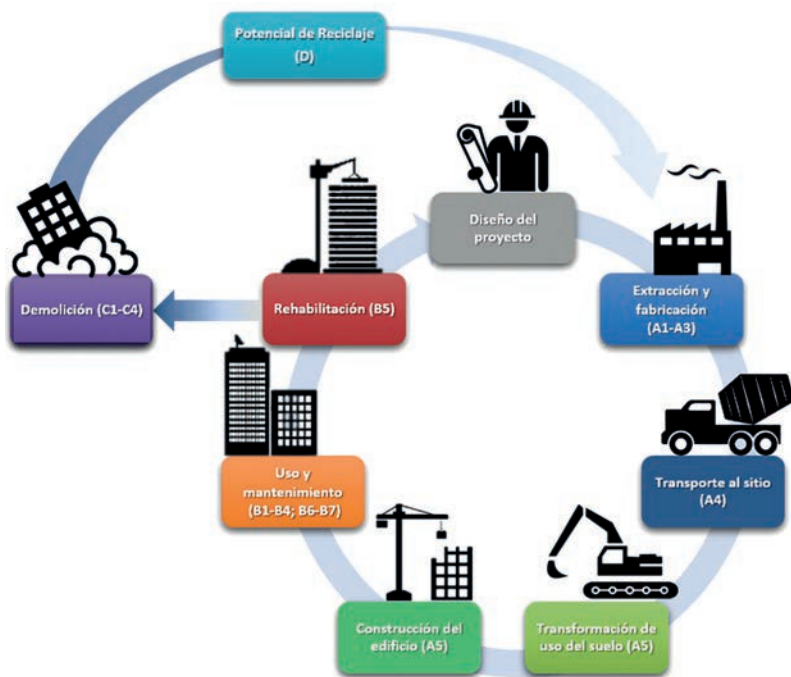 Potencial de Reciclaje
(D)
Diseño del
proyecto
Demolición (C1-C4)
Rehabilitación (B5)
Extracción y
fabricación
(A1-A3)
Uso y
mantenimiento
(B1-B4; B6-B7)
Transporte al sitio
(A4)
Construcción del
edificio (A5)
Transformación de
uso del suelo (A5)